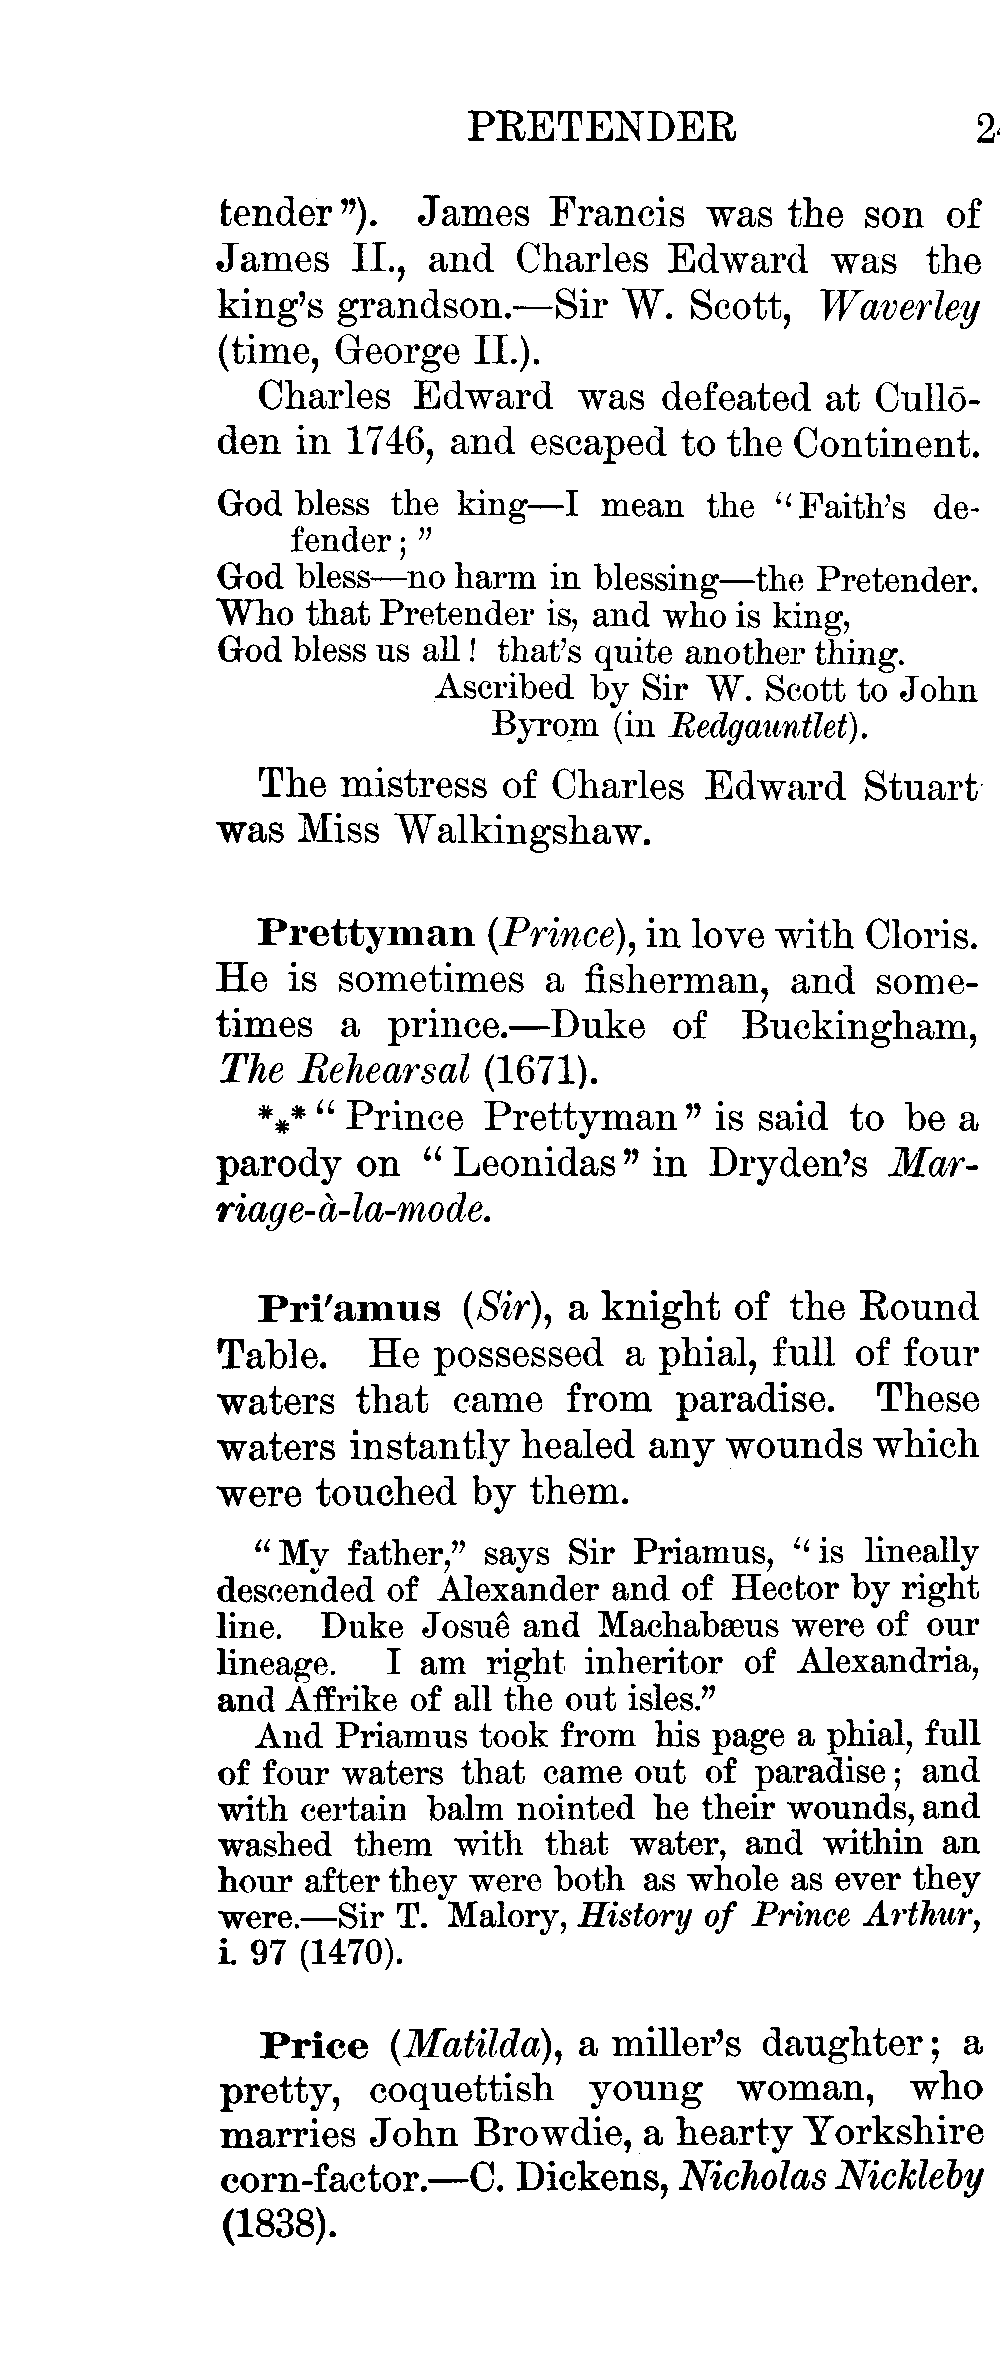 PRETENDER
tender”). James Francis was the son of
James II., and Charles Edward was the
king’s grandson.—Sir W. Scott, Waverley
(time, George II.).
Charles Edward was defeated at Cullō-
den in 1746, and escaped to the Continent.
God bless the king—I mean the “Faith’s de-
fender;”
God bless—no harm in blessing—the Pretender.
Who that Pretender is, and who is king,
God bless us all! that’s quite another thing.
Ascribed by Sir W. Scott to John
Byrom (in Redgauntlet).
The mistress of Charles Edward Stuart
was Miss Walkingshaw.
Prettyman (Prince), in love with Cloris.
He is sometimes a fisherman, and some-
times a prince.—Duke of Buckingham,
The Rehearsal (1671).
*** “Prince Prettyman” is said to be a
parody on “Leonidas” in Dryden’s Mar-
riage-à-la-mode.
Pri′amus (Sir), a knight of the Round
Table. He possessed a phial, full of four
waters that came from paradise. These
waters instantly healed any wounds which
were touched by them.
“My father,” says Sir Priamus, “is lineally
descended of Alexander and of Hector by right
line. Duke Josuê and Machabæus were of our
lineage. I am right inheritor of Alexandria,
and Affrike of all the out isles.”
And Priamus took from his page a phial, full
of four waters that came out of paradise; and
with certain balm nointed he their wounds, and
washed them with that water, and within an
hour after they were both as whole as ever they
were.—Sir T. Malory, History of Prince Arthur,
i. 97 (1470).
Price (Matilda), a miller’s daughter; a
pretty, coquettish young woman, who
marries John Browdie, a hearty Yorkshire
corn-factor.—C. Dickens, Nicholas Nickleby
(1838).